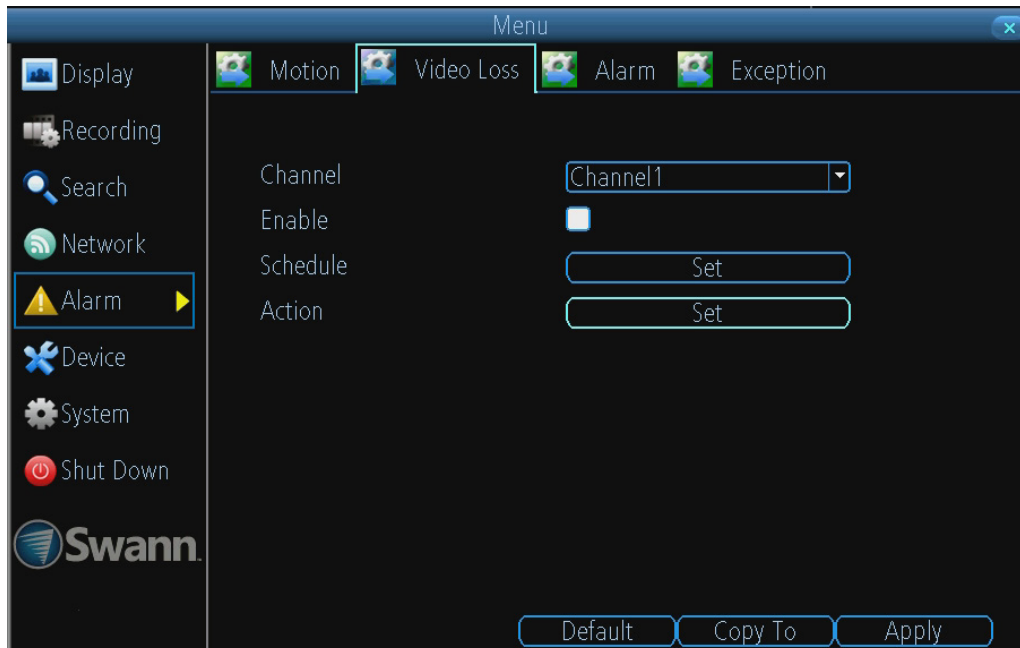 Menu
Display
Recording
Search
Network
Alarm
Device
System
Shut Down
Swann.
Motion Video Loss Alarm Exception
Channel Channel1
Enable
Schedule Set
Action Set
Default Copy To Apply